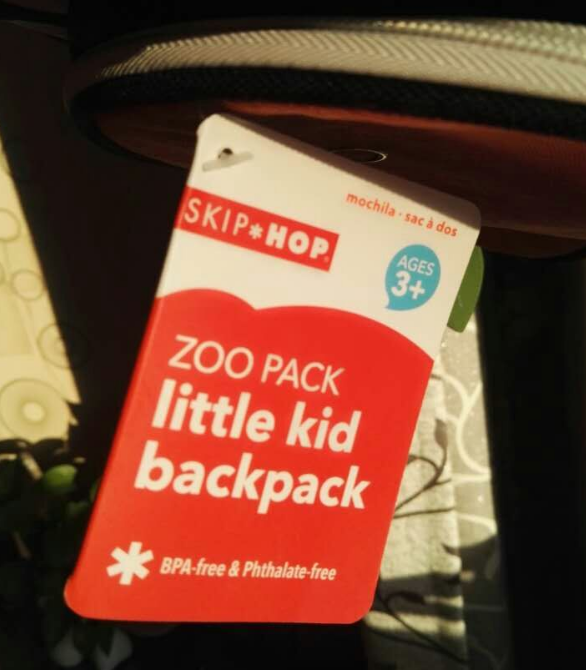 mochila · sac à dos
SKIP*HOP
AGES
3+
ZOO PACK
little kid
backpack
* BPA-free & Phthalate-free